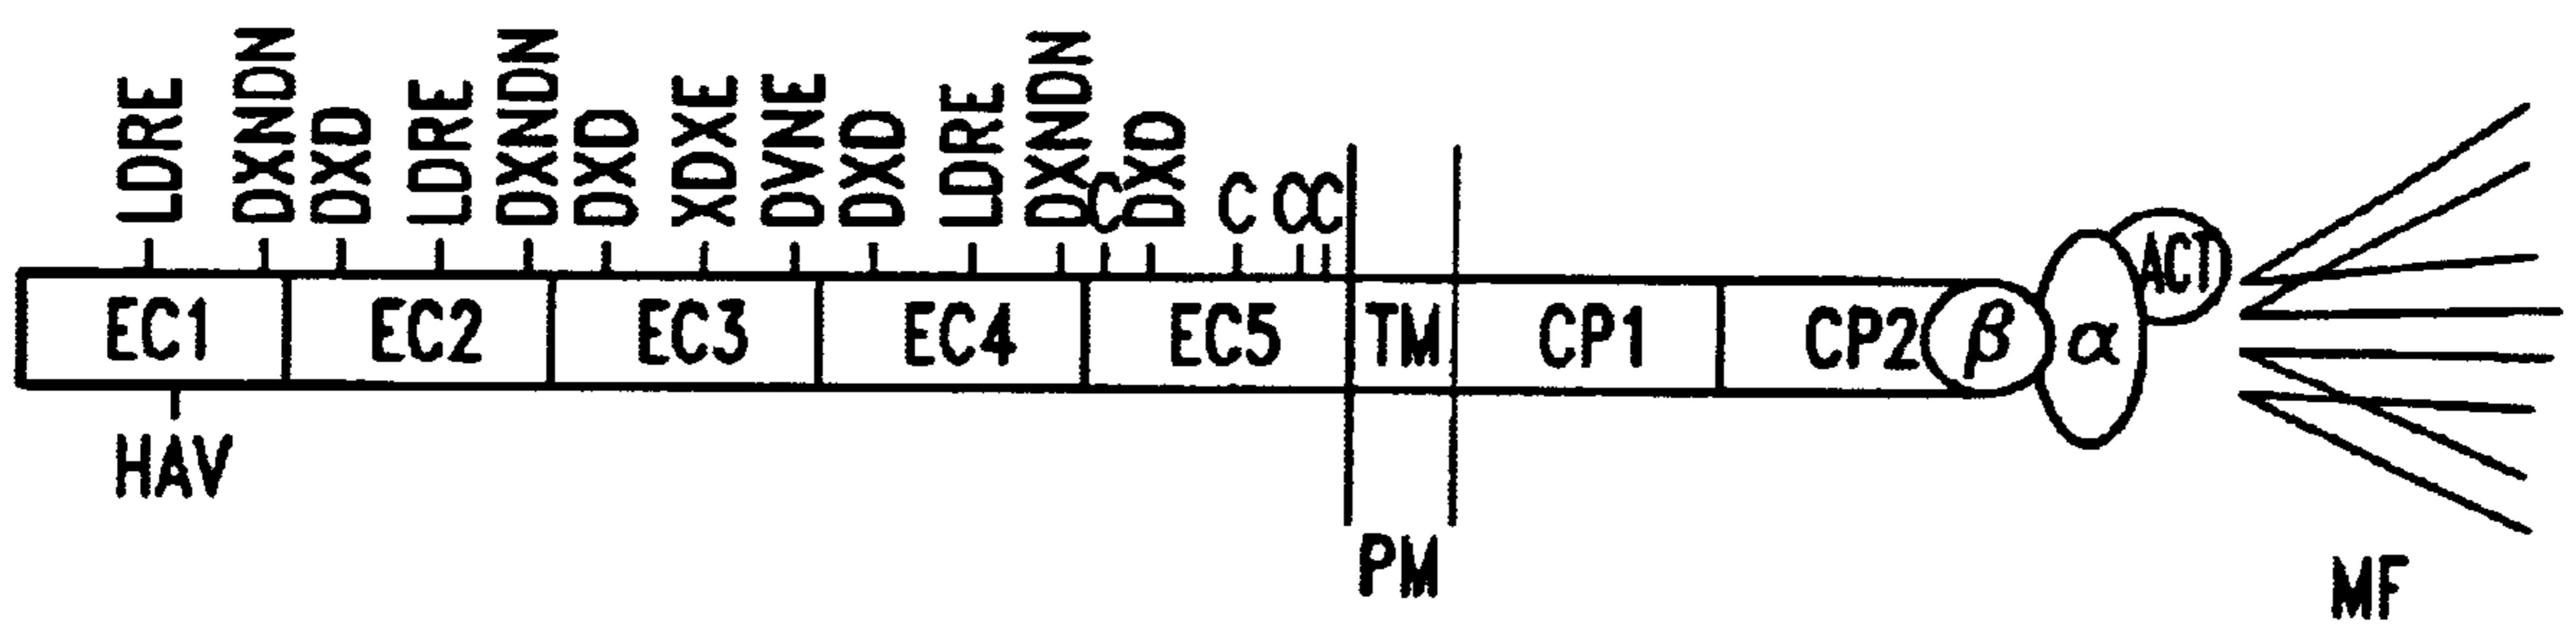 LDRE DXNDN DXD LDRE DXNDN DXD XDXE DVNE DXD LDRE DXNDN C DXD C C C
EC1 EC2 EC3 EC4 EC5 TM CP1 CP2 β α ACT
HAV
PM
MF